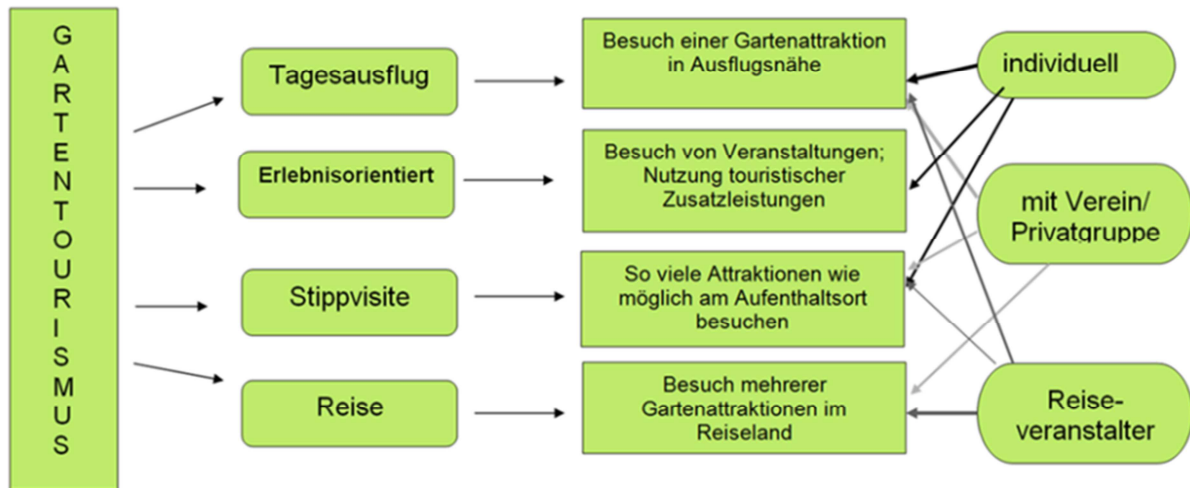 GARTENTOURISMUS
Tagesausflug
Erlebnisorientiert
Stippvisite
Reise
Besuch einer Gartenattraktion
in Ausflugsnähe
Besuch von Veranstaltungen;
Nutzung touristischer
Zusatzleistungen
So viele Attraktionen wie
möglich am Aufenthaltsort
besuchen
Besuch mehrerer
Gartenattraktionen im
Reiseland
individuell
mit Verein/
Privatgruppe
Reise-
veranstalter